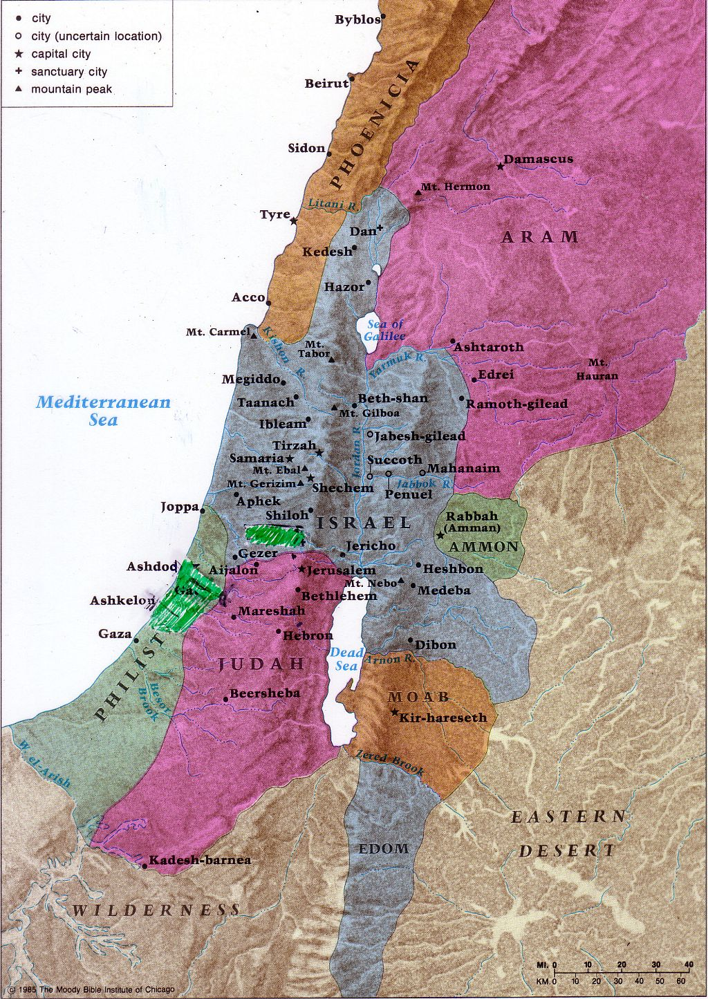 city
city (uncertain location)
capital city
sanctuary city
mountain peak
Byblos
Beirut
PHOENICIA
Sidon
Damascus
Mt. Hermon
Litani R.
Tyre
Dan
ARAM
Kedesh
Hazor
Acco
Sea of
Galilee
Mt. Carmel
Kishon R.
Mt.
Tabor
Ashtaroth
Yarmuk R.
Mt.
Hauran
Edrei
Megiddo
Taanach
Beth-shan
Ramoth-gilead
Mediterranean
Sea
Mt. Gilboa
Ibleam
Jordan R.
Jabesh-gilead
Tirzah
Samaria
Succoth
Mt. Ebal
Mahanaim
Mt. Gerizim
Shechem
Jabbok R.
Penuel
Aphek
Joppa
Shiloh
ISRAEL
Rabbah
(Amman)
AMMON
Jericho
Gezer
Ashdod
Aijalon
Jerusalem
Heshbon
Mt. Nebo
Medeba
Bethlehem
Ashkelon
Mareshah
Gaza
Hebron
Dibon
PHILIST
JUDAH
Dead
Sea
Arnon R.
Besor
Brook
Beersheba
MOAB
Kir-hareseth
W. el-Arish
Zered Brook
EASTERN
DESERT
EDOM
Kadesh-barnea
WILDERNESS
MI. 0 10 20 30 40
KM. 0 10 20 30 40 50 60
© 1985 The Moody Bible Institute of Chicago